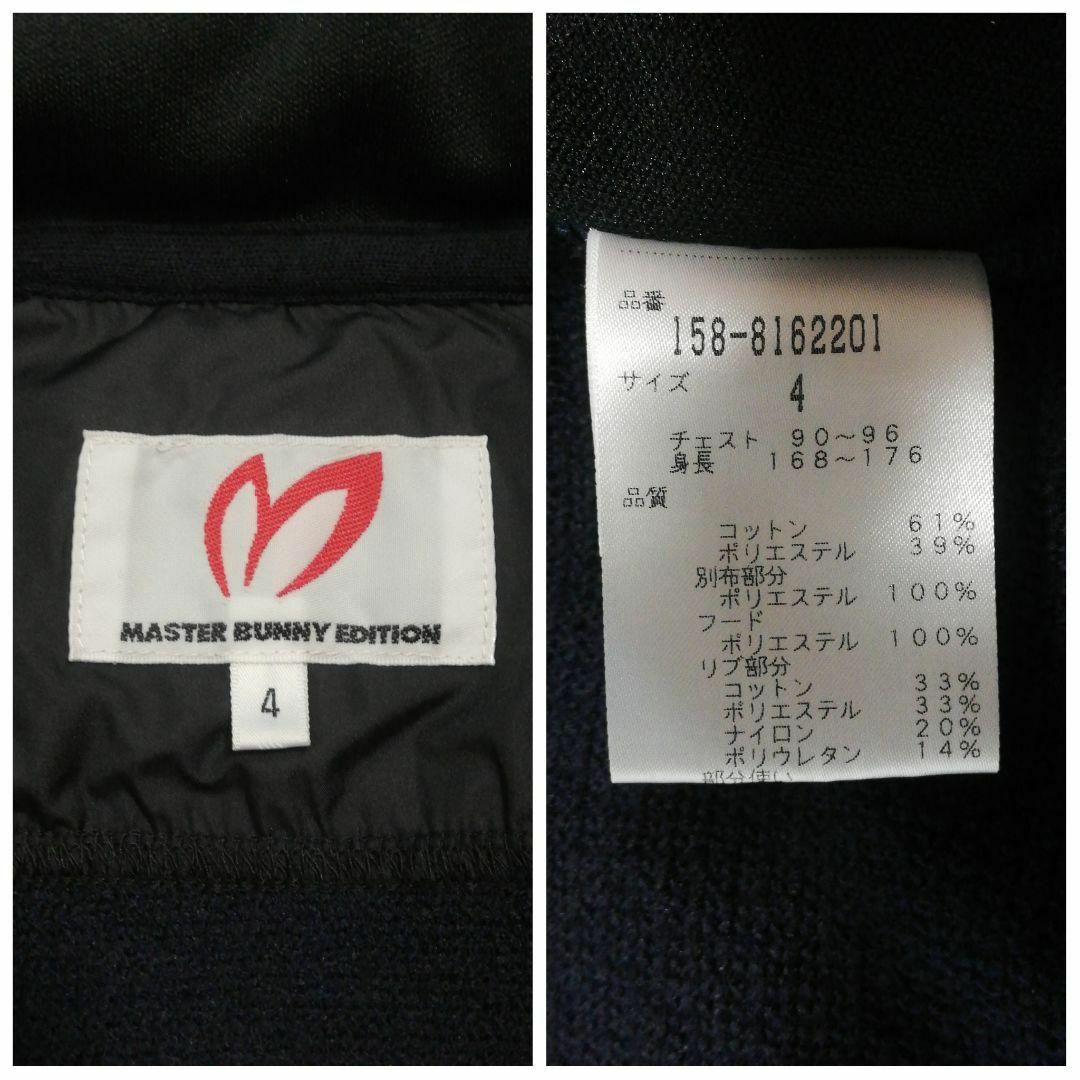 MASTER BUNNY EDITION
4
品番
158-8162201
サイズ 4
チェスト 90~96
身長 168~176
品質
コットン 61%
ポリエステル 39%
別布部分
ポリエステル 100%
フード
ポリエステル 100%
リブ部分
コットン 33%
ポリエステル 33%
ナイロン 20%
ポリウレタン 14%
部分使い